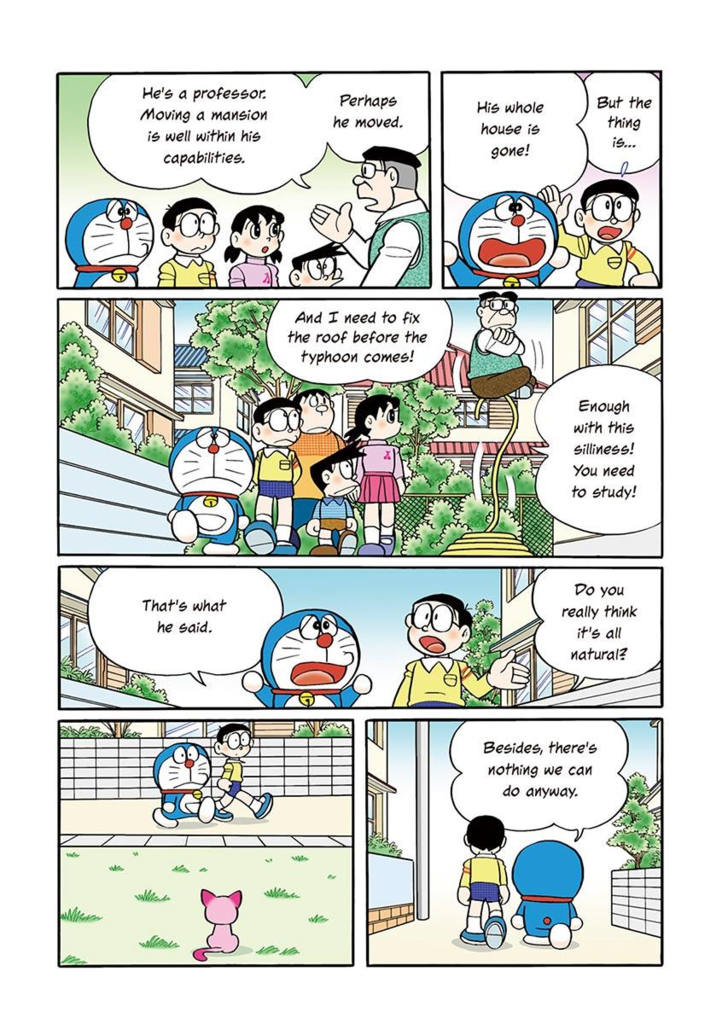 But the
thing
is...
His whole
house is
gone!
Perhaps
he moved.
He's a professor.
Moving a mansion
is well within his
capabilities.
Enough
with this
silliness!
You need
to study!
And I need to fix
the roof before the
typhoon comes!
Do you
really think
it's all
natural?
That's what
he said.
Besides, there's
nothing we can
do anyway.